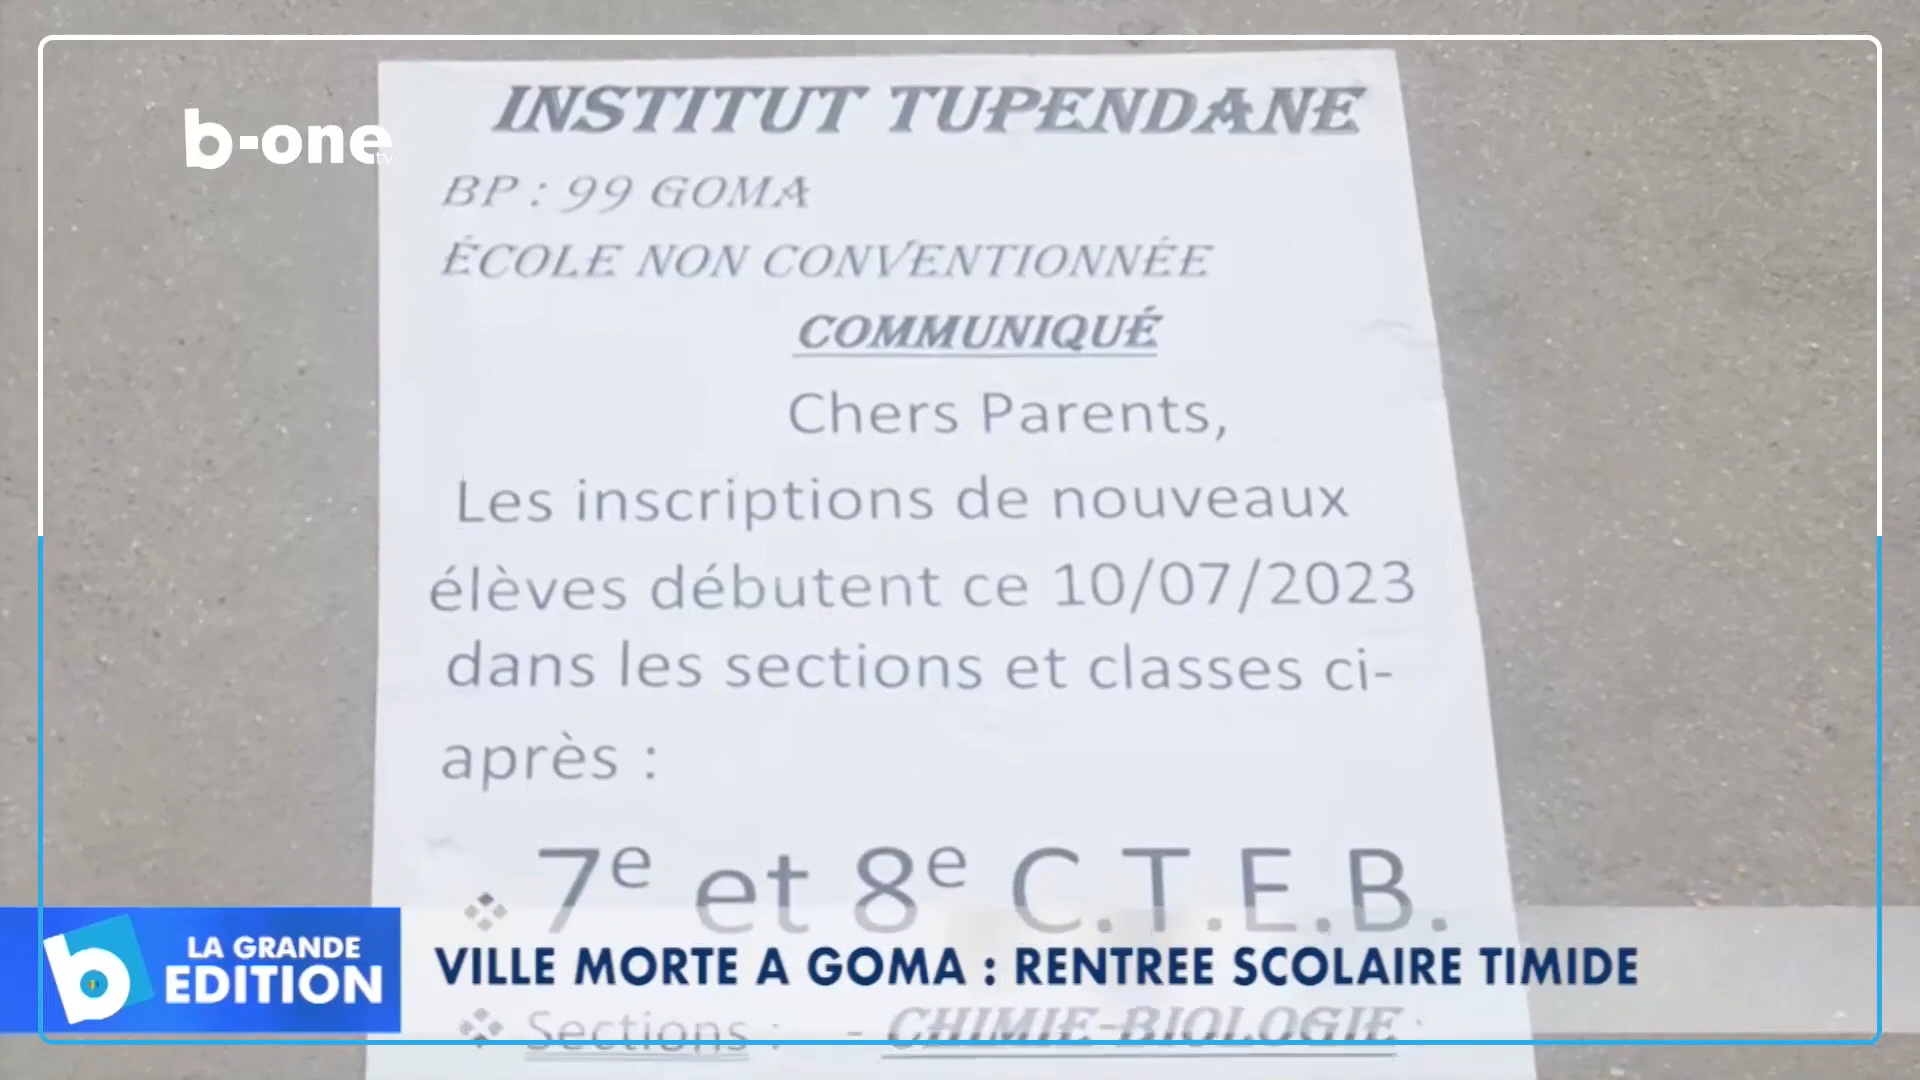 INSTITUT TUPENDANE
b-one tv
BP : 99 GOMA
ÉCOLE NON CONVENTIONNÉE
COMMUNIQUÉ
Chers Parents,
Les inscriptions de nouveaux
élèves débutent ce 10/07/2023
dans les sections et classes ci-
après :
❖ 7e et 8e C.T.E.B.
b LA GRANDE
EDITION
VILLE MORTE A GOMA : RENTREE SCOLAIRE TIMIDE
❖ Sections : - CHIMIE-BIOLOGIE :